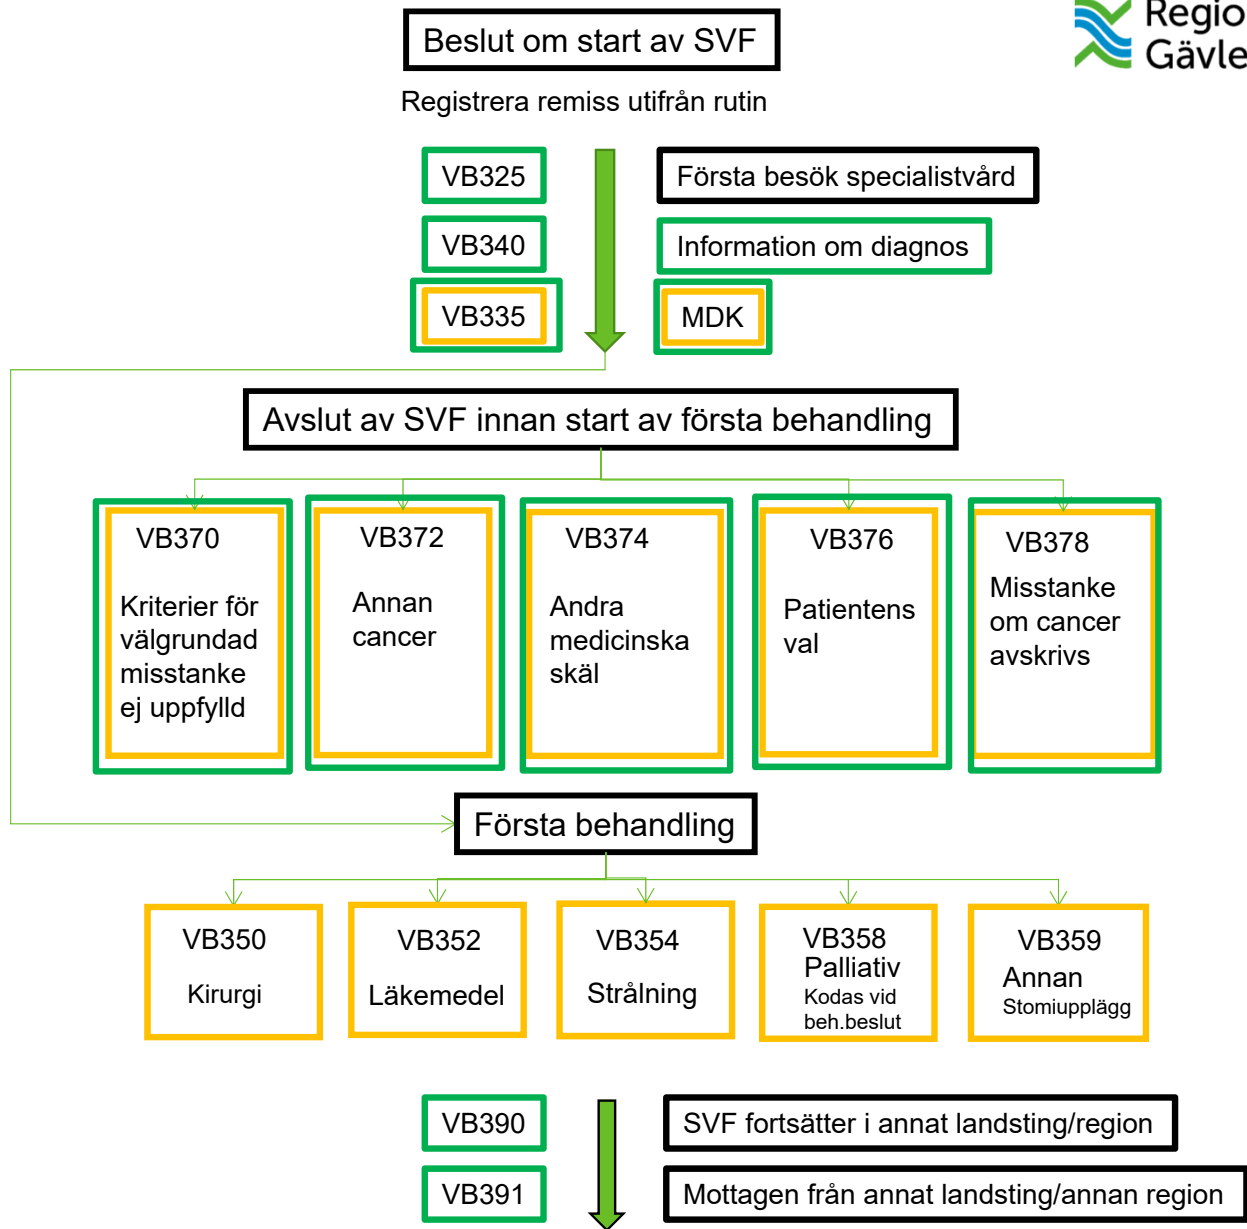 Regio
Gävle
Beslut om start av SVF
Registrera remiss utifrån rutin
VB325
Första besök specialistvård
VB340
Information om diagnos
VB335
MDK
Avslut av SVF innan start av första behandling
VB370
Kriterier för
välgrundad
misstanke
ej uppfylld
VB372
Annan
cancer
VB374
Andra
medicinska
skäl
VB376
Patientens
val
VB378
Misstanke
om cancer
avskrivs
Första behandling
VB350
Kirurgi
VB352
Läkemedel
VB354
Strålning
VB358
Palliativ
Kodas vid
beh.beslut
VB359
Annan
Stomiupplägg
VB390
SVF fortsätter i annat landsting/region
VB391
Mottagen från annat landsting/annan region